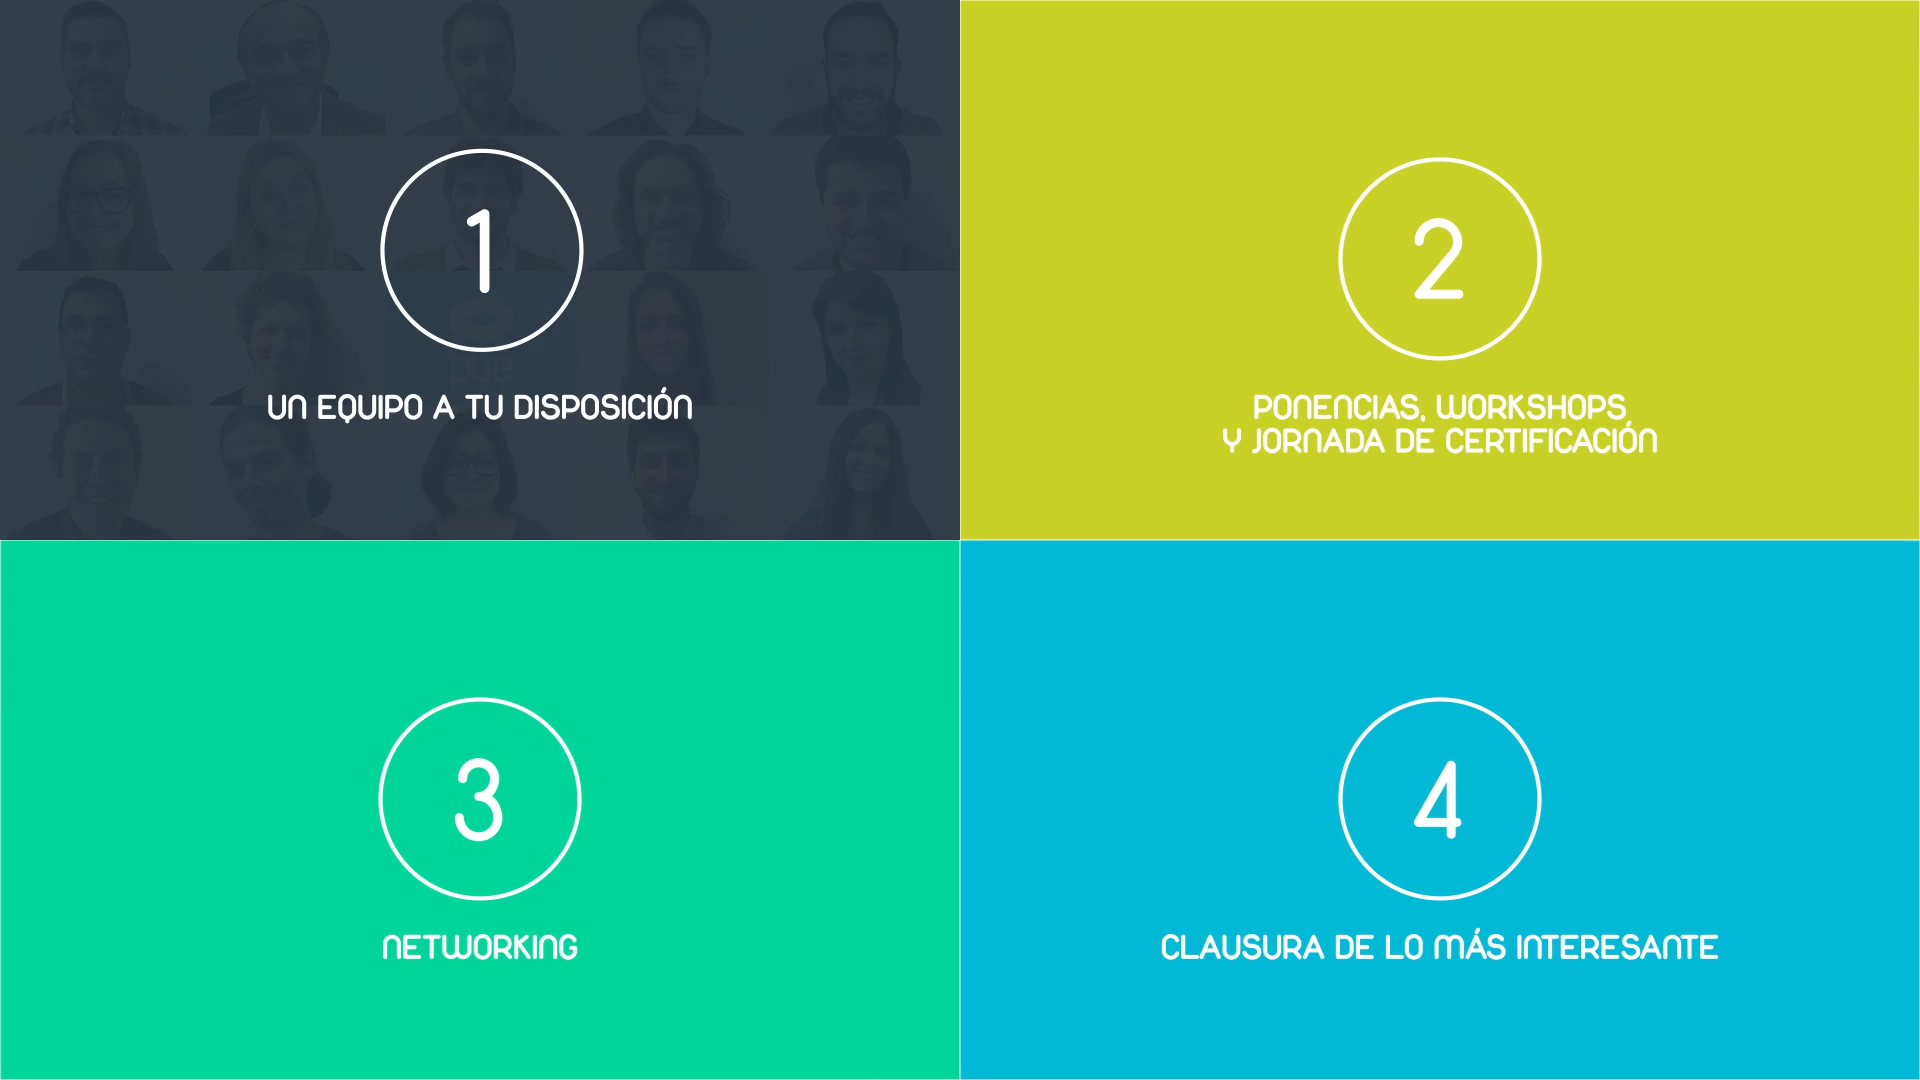 1
UN EQUIPO A TU DISPOSICIÓN
pue
2
PONENCIAS, WORKSHOPS
Y JORNADA DE CERTIFICACIÓN
3
NETWORKING
4
CLAUSURA DE LO MÁS INTERESANTE